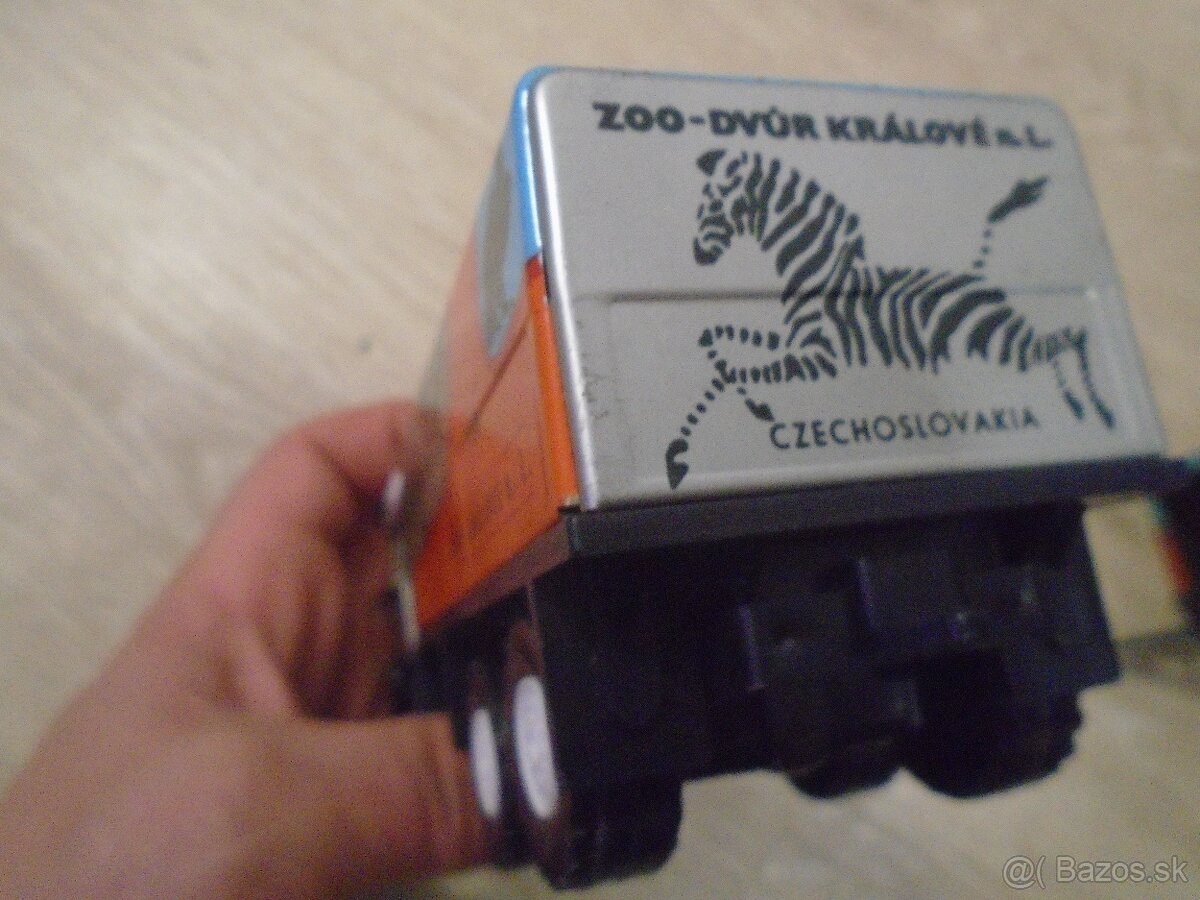 ZOO-DVŮR KRÁLOVÉ n. L.
CZECHOSLOVAKIA
@( Bazos.sk